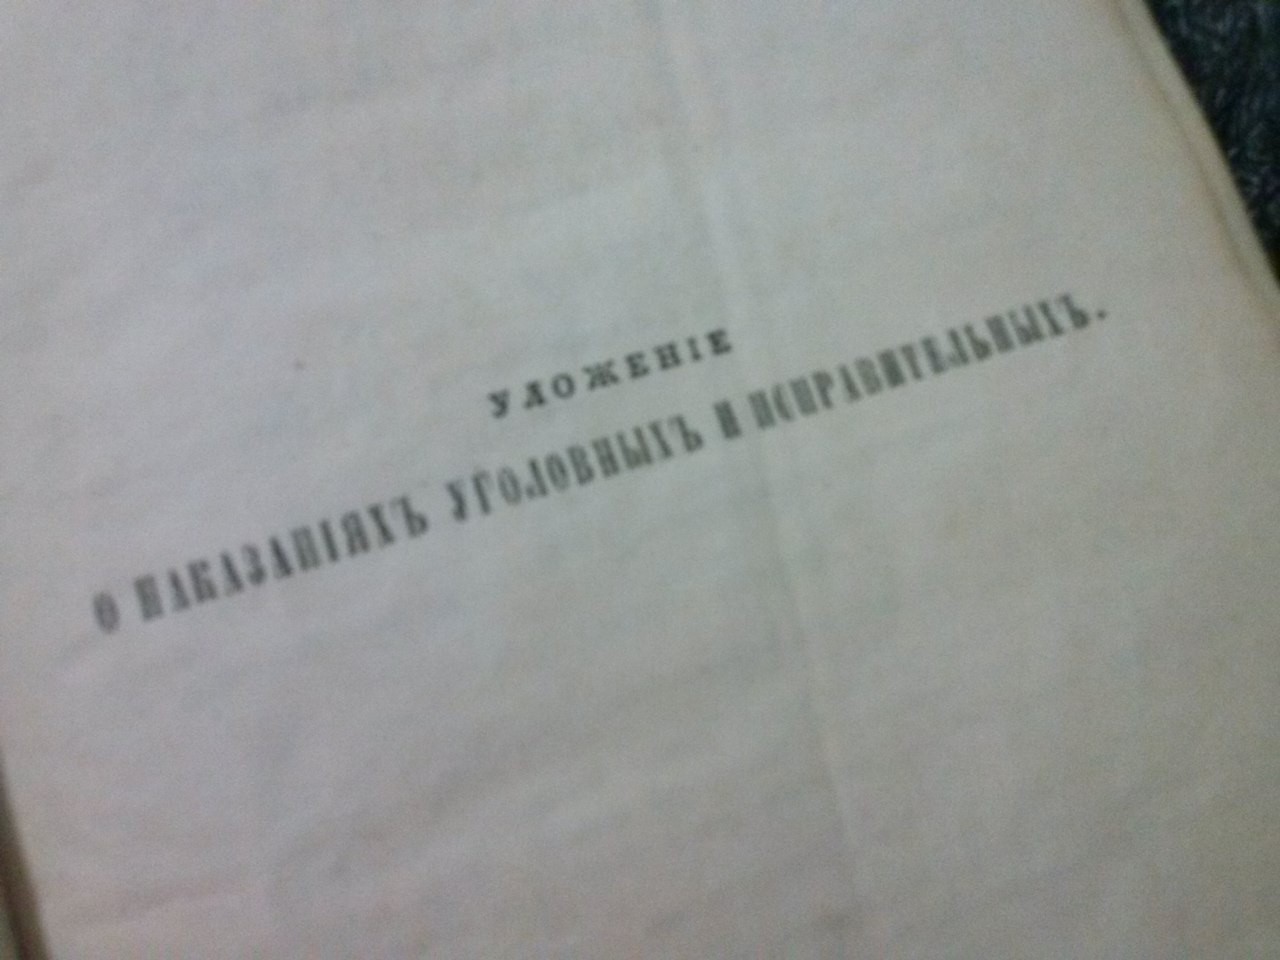 УЛОЖЕНІЕ
О НАКАЗАНІЯХЪ УГОЛОВНЫХЪ И ИСПРАВИТЕЛЬНЫХЪ.